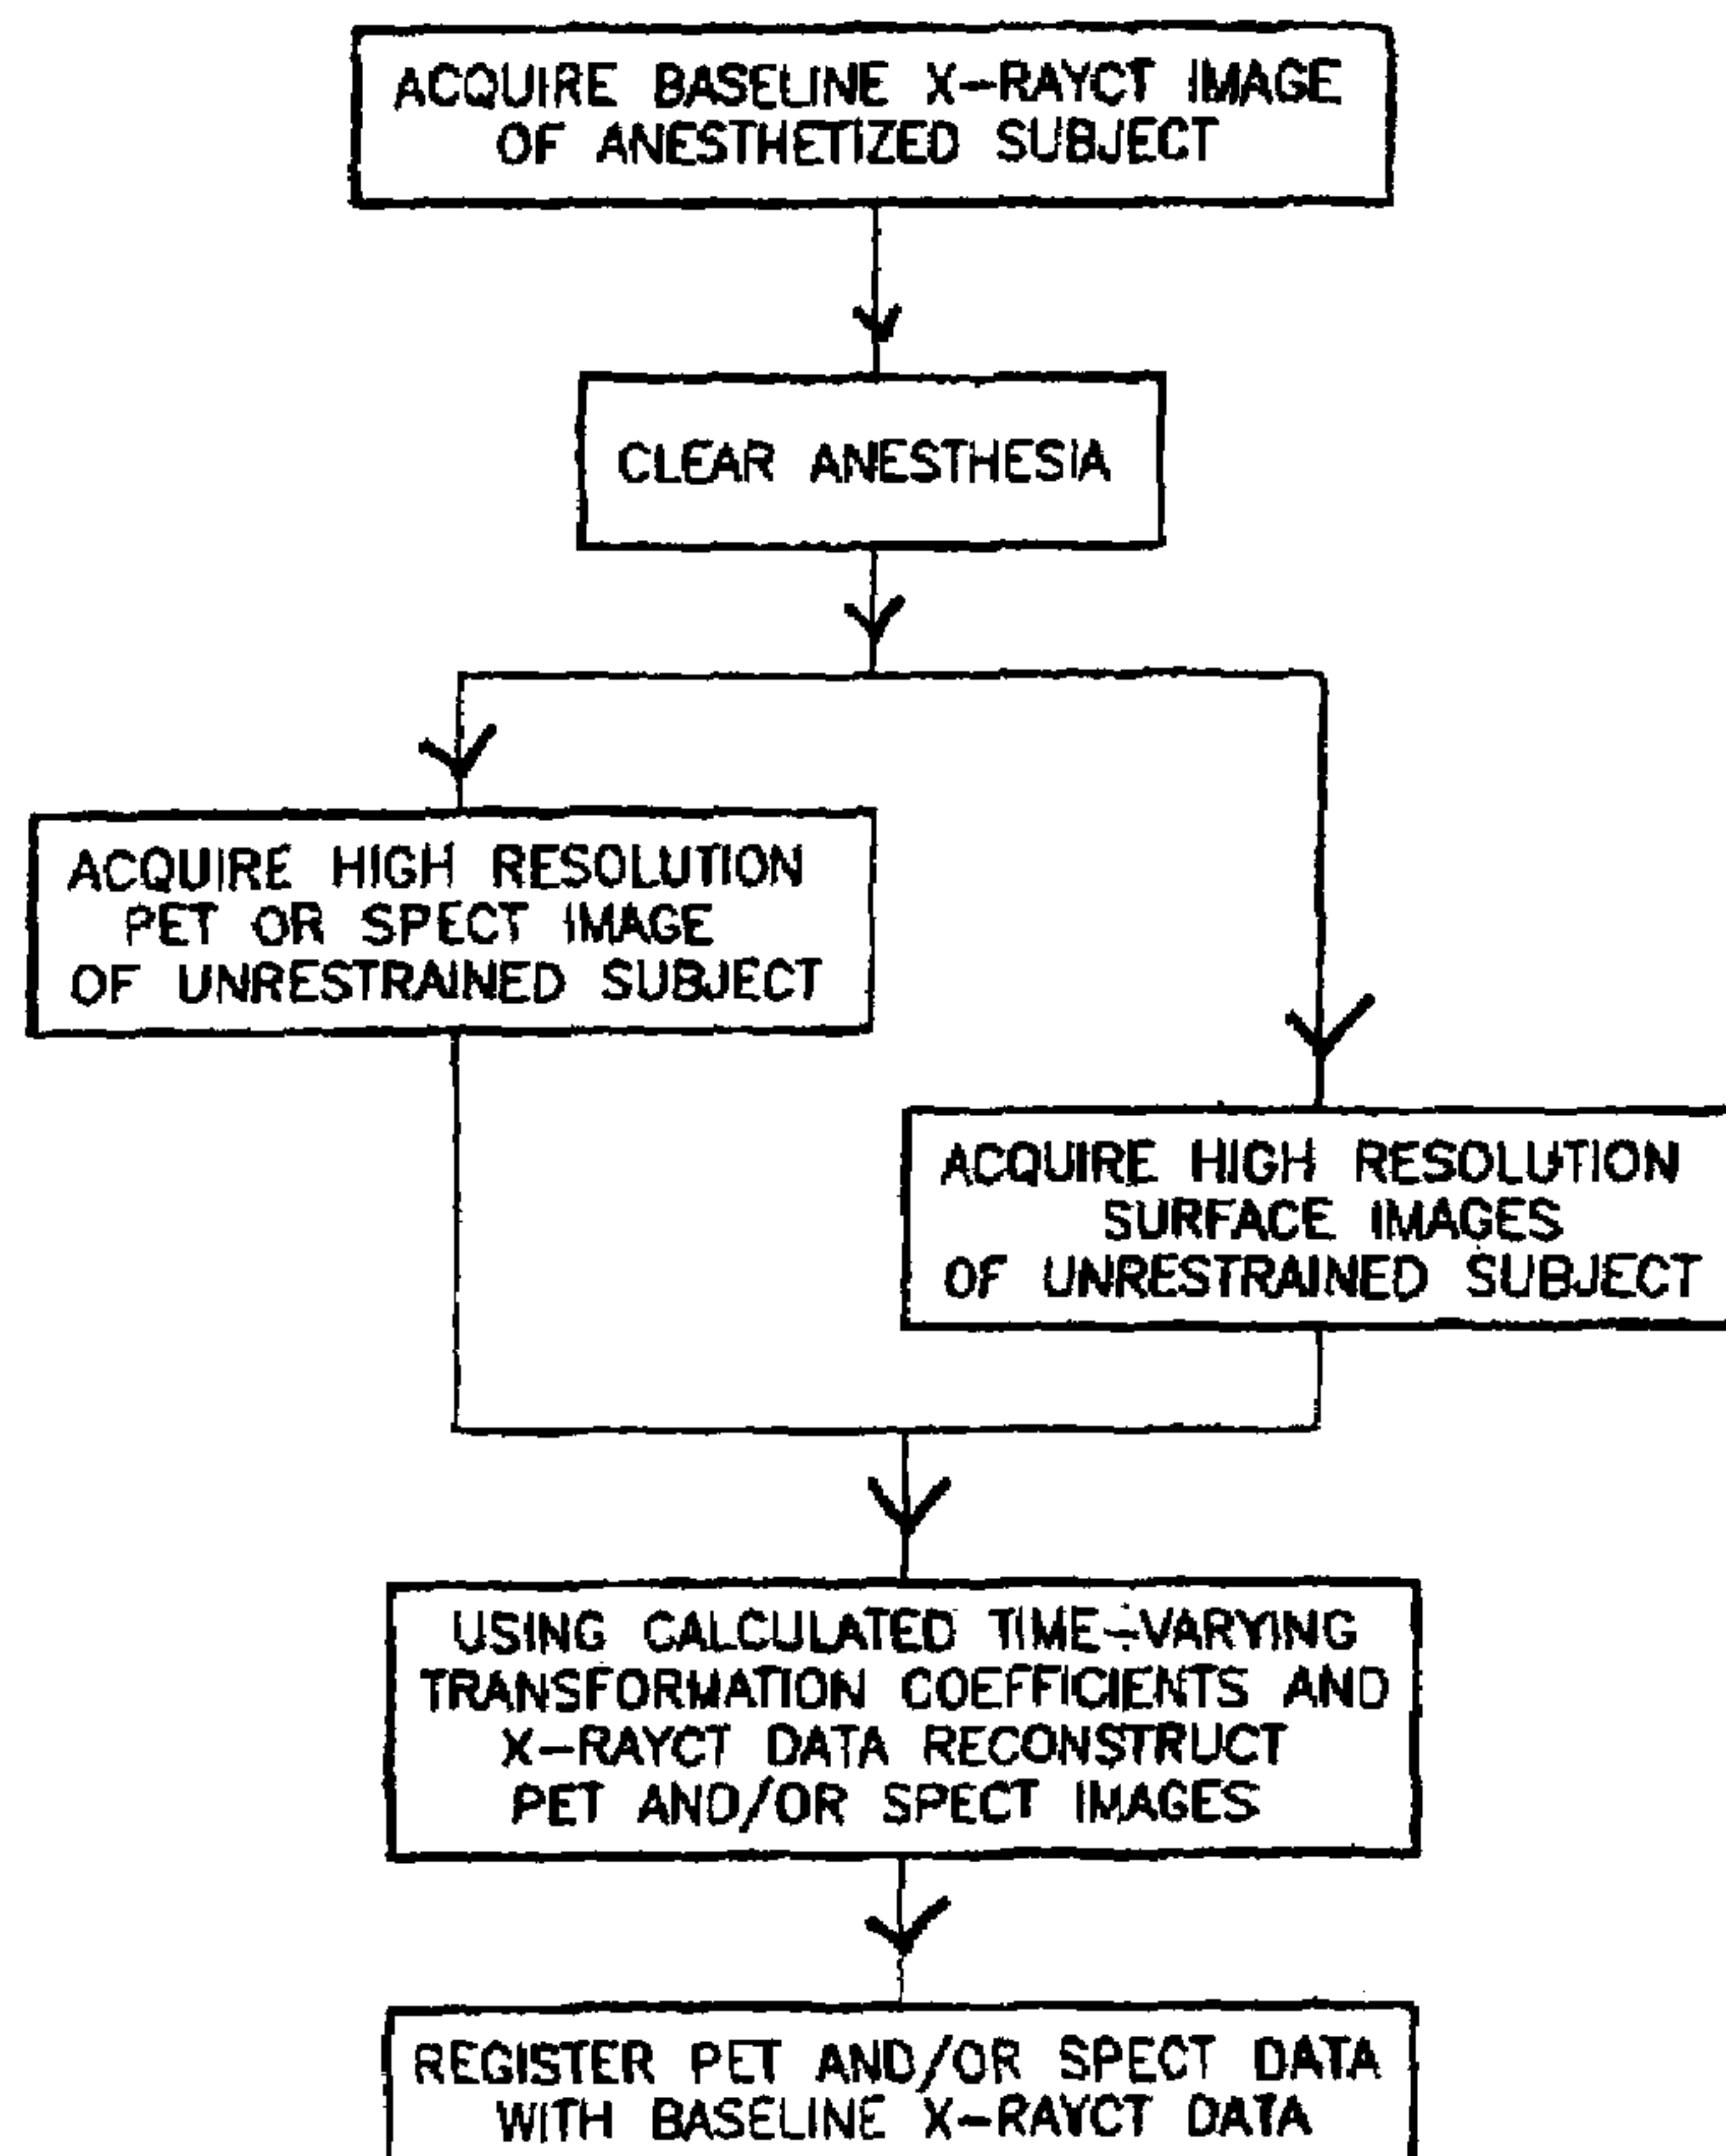 ACQUIRE BASELINE X-RAYCT IMAGE
OF ANESTHETIZED SUBJECT
CLEAR ANESTHESIA
ACQUIRE HIGH RESOLUTION
PET OR SPECT IMAGE
OF UNRESTRAINED SUBJECT
ACQUIRE HIGH RESOLUTION
SURFACE IMAGES
OF UNRESTRAINED SUBJECT
USING CALCULATED TIME-VARYING
TRANSFORMATION COEFFICIENTS AND
X-RAYCT DATA RECONSTRUCT
PET AND/OR SPECT IMAGES
REGISTER PET AND/OR SPECT DATA
WITH BASELINE X-RAYCT DATA